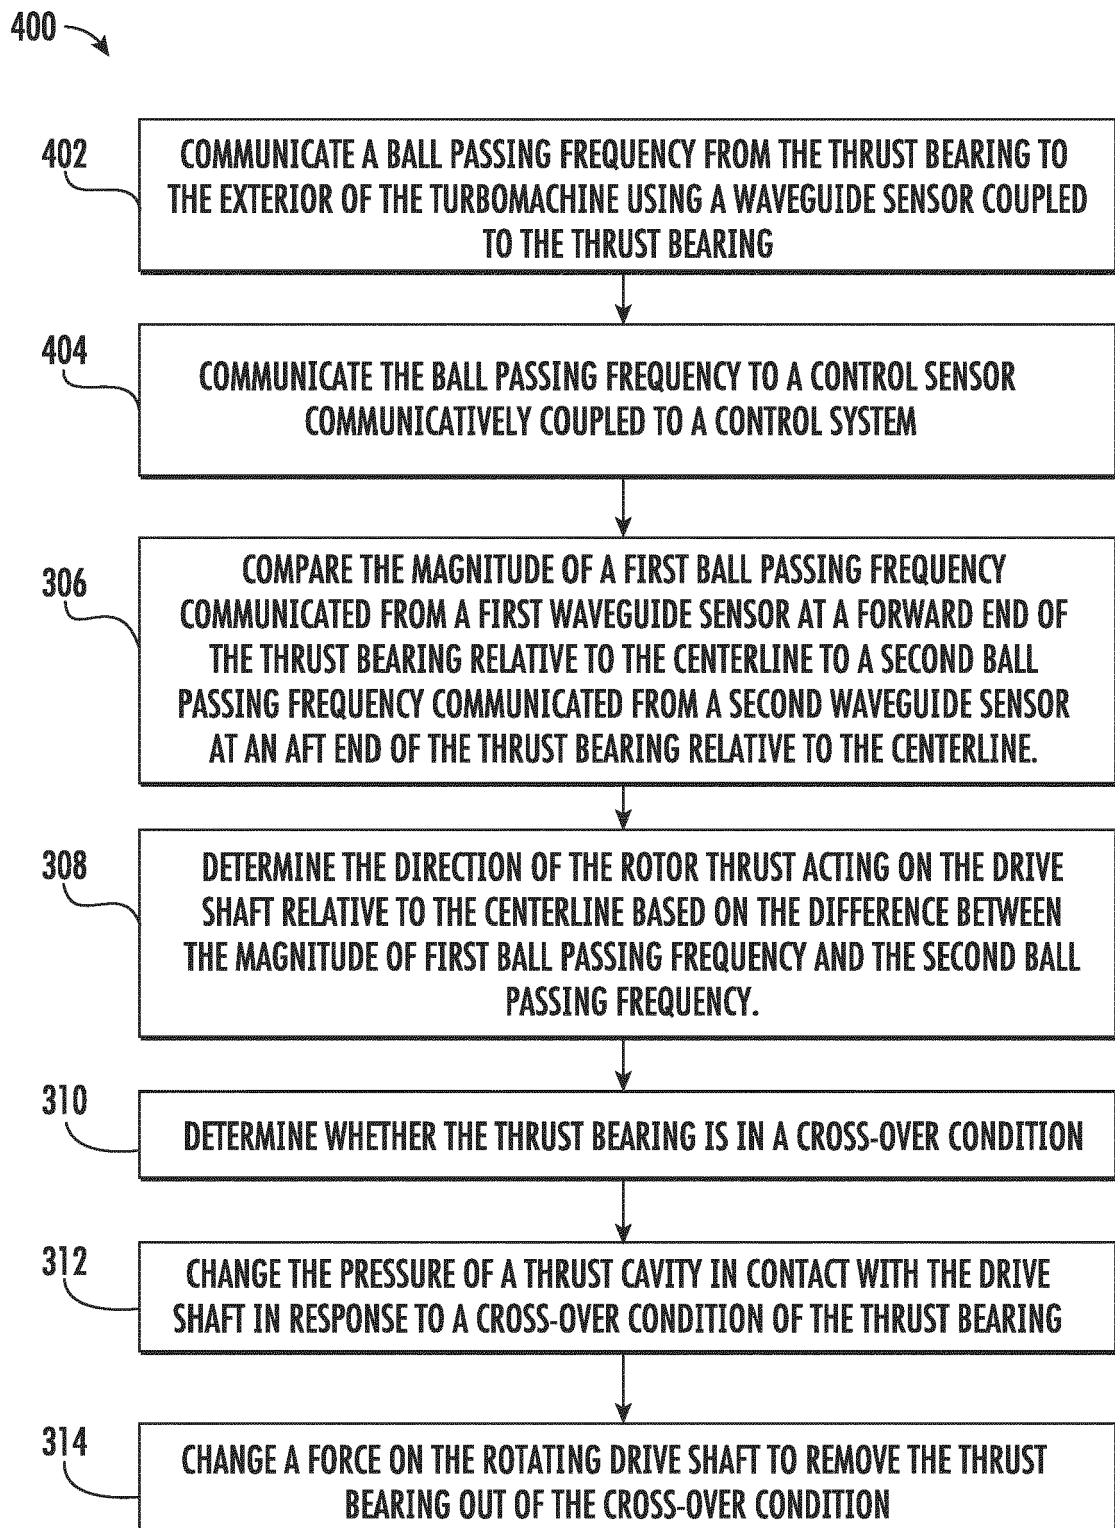 400
402
COMMUNICATE A BALL PASSING FREQUENCY FROM THE THRUST BEARING TO
THE EXTERIOR OF THE TURBOMACHINE USING A WAVEGUIDE SENSOR COUPLED
TO THE THRUST BEARING
404
COMMUNICATE THE BALL PASSING FREQUENCY TO A CONTROL SENSOR
COMMUNICATIVELY COUPLED TO A CONTROL SYSTEM
306
COMPARE THE MAGNITUDE OF A FIRST BALL PASSING FREQUENCY
COMMUNICATED FROM A FIRST WAVEGUIDE SENSOR AT A FORWARD END OF
THE THRUST BEARING RELATIVE TO THE CENTERLINE TO A SECOND BALL
PASSING FREQUENCY COMMUNICATED FROM A SECOND WAVEGUIDE SENSOR
AT AN AFT END OF THE THRUST BEARING RELATIVE TO THE CENTERLINE.
308
DETERMINE THE DIRECTION OF THE ROTOR THRUST ACTING ON THE DRIVE
SHAFT RELATIVE TO THE CENTERLINE BASED ON THE DIFFERENCE BETWEEN
THE MAGNITUDE OF FIRST BALL PASSING FREQUENCY AND THE SECOND BALL
PASSING FREQUENCY.
310
DETERMINE WHETHER THE THRUST BEARING IS IN A CROSS-OVER CONDITION
312
CHANGE THE PRESSURE OF A THRUST CAVITY IN CONTACT WITH THE DRIVE
SHAFT IN RESPONSE TO A CROSS-OVER CONDITION OF THE THRUST BEARING
314
CHANGE A FORCE ON THE ROTATING DRIVE SHAFT TO REMOVE THE THRUST
BEARING OUT OF THE CROSS-OVER CONDITION